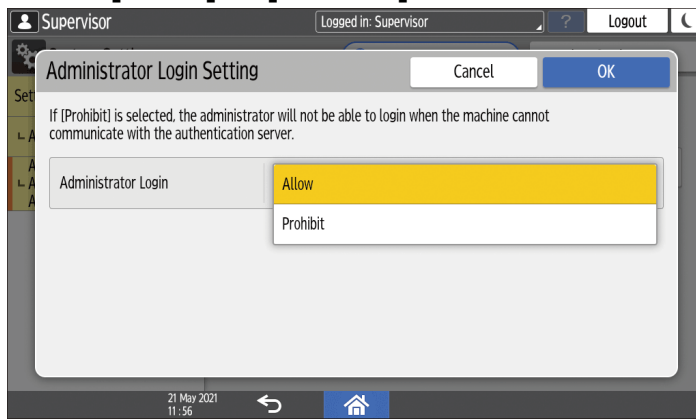 Supervisor
Logged in: Supervisor
?
Logout
Administrator Login Setting
Cancel
OK
Set
If [Prohibit] is selected, the administrator will not be able to login when the machine cannot
communicate with the authentication server.
Administrator Login
Allow
Prohibit
21 May 2021
11 : 56